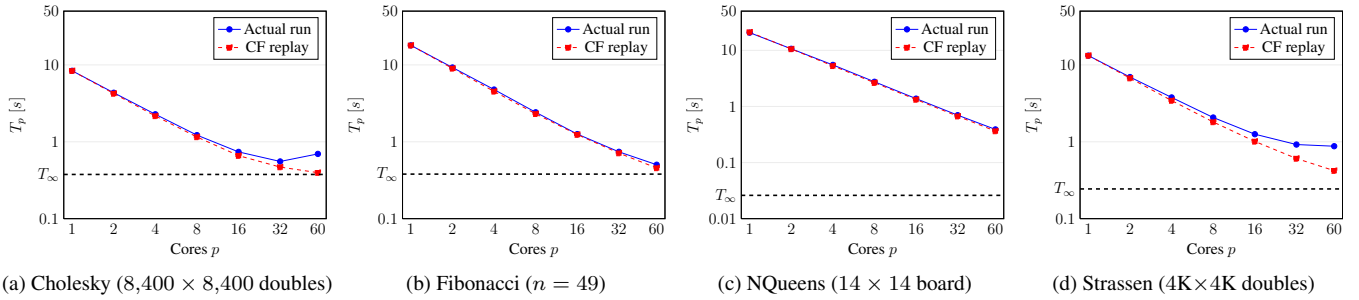 50
10
1
0.1
T∞
T_p [s]
Actual run
CF replay
1 2 4 8 16 32 60
Cores p
(a) Cholesky (8,400 × 8,400 doubles)
50
10
1
0.1
T∞
T_p [s]
Actual run
CF replay
1 2 4 8 16 32 60
Cores p
(b) Fibonacci (n = 49)
50
10
1
0.1
0.01
T∞
T_p [s]
Actual run
CF replay
1 2 4 8 16 32 60
Cores p
(c) NQueens (14 × 14 board)
50
10
1
0.1
T∞
T_p [s]
Actual run
CF replay
1 2 4 8 16 32 60
Cores p
(d) Strassen (4K×4K doubles)